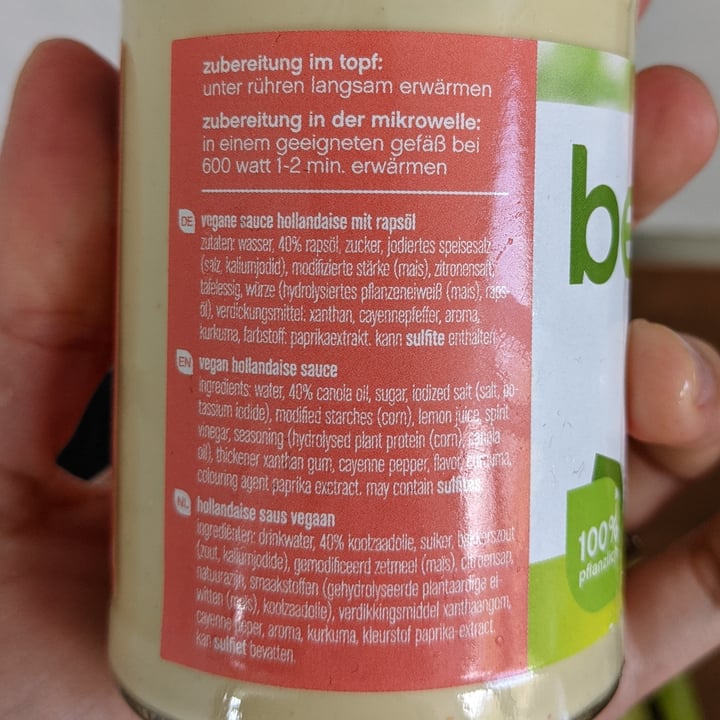 zubereitung im topf:
unter rühren langsam erwärmen
zubereitung in der mikrowelle:
in einem geeigneten gefäß bei
600 watt 1-2 min. erwärmen
DE vegane sauce hollandaise mit rapsöl
zutaten: wasser, 40% rapsöl, zucker, jodiertes speisesalz
(salz, kaliumjodid), modifizierte stärke (mais), zitronensaft,
tafelessig, würze (hydrolysiertes pflanzeneiweiß (mais), raps-
öl), verdickungsmittel: xanthan, cayennepfeffer, aroma,
kurkuma, farbstoff: paprikaextrakt. kann sulfite enthalten.
EN vegan hollandaise sauce
ingredients: water, 40% canola oil, sugar, iodized salt (salt, po-
tassium iodide), modified starches (corn), lemon juice, spirit
vinegar, seasoning (hydrolysed plant protein (corn), canola
oil), thickener xanthan gum, cayenne pepper, flavor, curcuma,
colouring agent paprika exctract. may contain sulfites.
NL hollandaise saus vegaan
ingrediënten: drinkwater, 40% koolzaadolie, suiker, bakkerszout
(zout, kaliumjodide), gemodificeerd zetmeel (mais), citroensap,
natuurazijn, smaakstoffen (gehydrolyseerde plantaardige ei-
witten (mais), koolzaadolie), verdikkingsmiddel xanthaangom,
cayenne peper, aroma, kurkuma, kleurstof paprika-extract.
kan sulfiet bevatten.
be
100%
pflanzlich